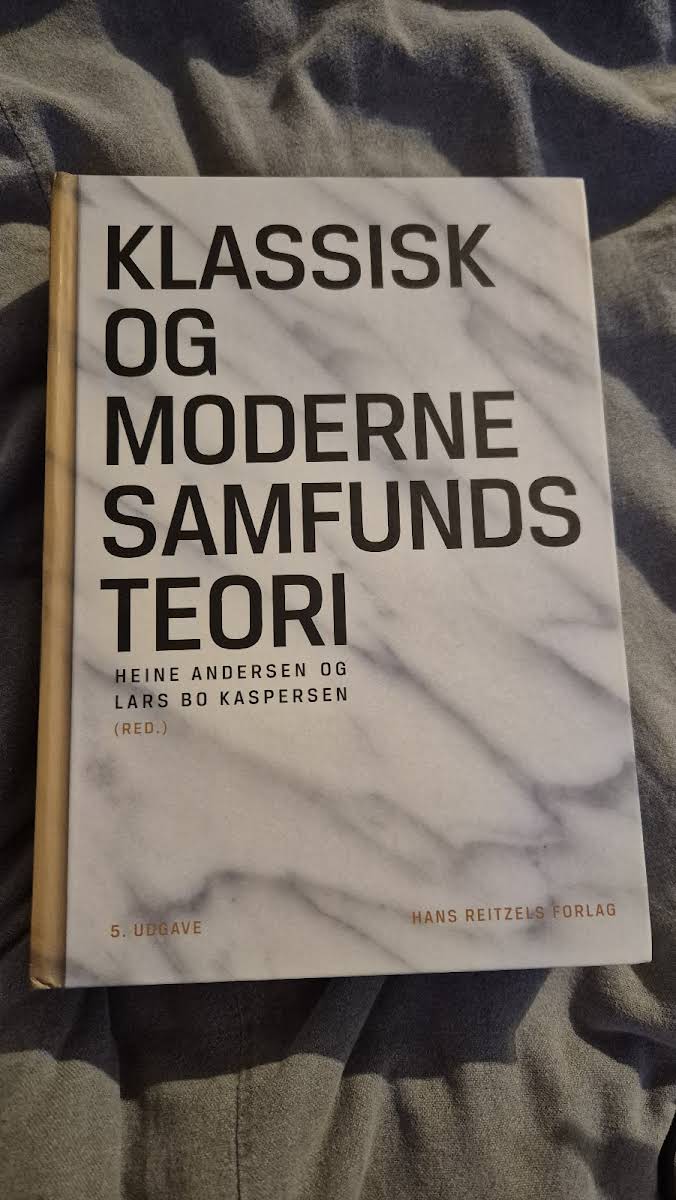 KLASSISK
OG
MODERNE
SAMFUNDS
TEORI
HEINE ANDERSEN OG
LARS BO KASPERSEN
(RED.)
5. UDGAVE
HANS REITZELS FORLAG